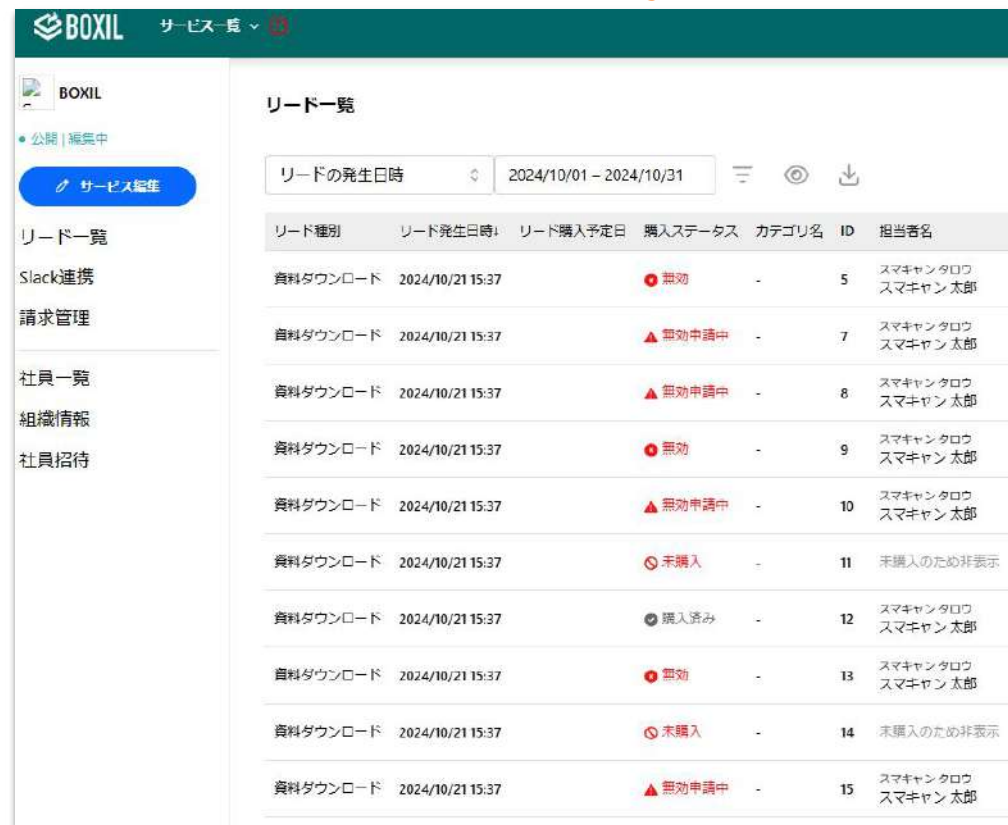 BOXIL サービス一覧
BOXIL
公開 | 編集中
サービス編集
リード一覧
Slack連携
請求管理
社員一覧
組織情報
社員招待
リード一覧
リードの発生日時 2024/10/01 – 2024/10/31
リード種別 リード発生日時↓ リード購入予定日 購入ステータス カテゴリ名 ID 担当者名
資料ダウンロード 2024/10/21 15:37 無効 - 5 スマキャン タロウ
スマキャン 太郎
資料ダウンロード 2024/10/21 15:37 無効申請中 - 7 スマキャン タロウ
スマキャン 太郎
資料ダウンロード 2024/10/21 15:37 無効申請中 - 8 スマキャン タロウ
スマキャン 太郎
資料ダウンロード 2024/10/21 15:37 無効 - 9 スマキャン タロウ
スマキャン 太郎
資料ダウンロード 2024/10/21 15:37 無効申請中 - 10 スマキャン タロウ
スマキャン 太郎
資料ダウンロード 2024/10/21 15:37 未購入 - 11 未購入のため非表示
資料ダウンロード 2024/10/21 15:37 購入済み - 12 スマキャン タロウ
スマキャン 太郎
資料ダウンロード 2024/10/21 15:37 無効 - 13 スマキャン タロウ
スマキャン 太郎
資料ダウンロード 2024/10/21 15:37 未購入 - 14 未購入のため非表示
資料ダウンロード 2024/10/21 15:37 無効申請中 - 15 スマキャン タロウ
スマキャン 太郎